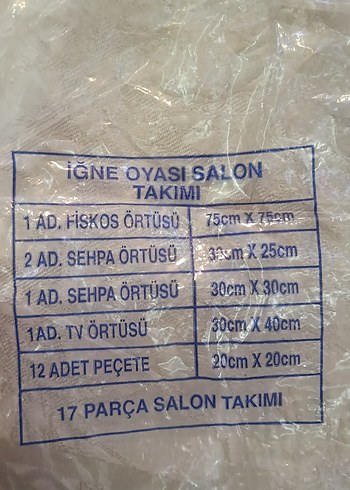 İĞNE OYASI SALON
TAKIMI
1 AD. FİSKOS ÖRTÜSÜ 75cm X 75cm
2 AD. SEHPA ÖRTÜSÜ X 25cm
1 AD. SEHPA ÖRTÜSÜ 30cm X 30cm
1AD. TV ÖRTÜSÜ 30cm X 40cm
12 ADET PEÇETE 20cm X 20cm
17 PARÇA SALON TAKIMI